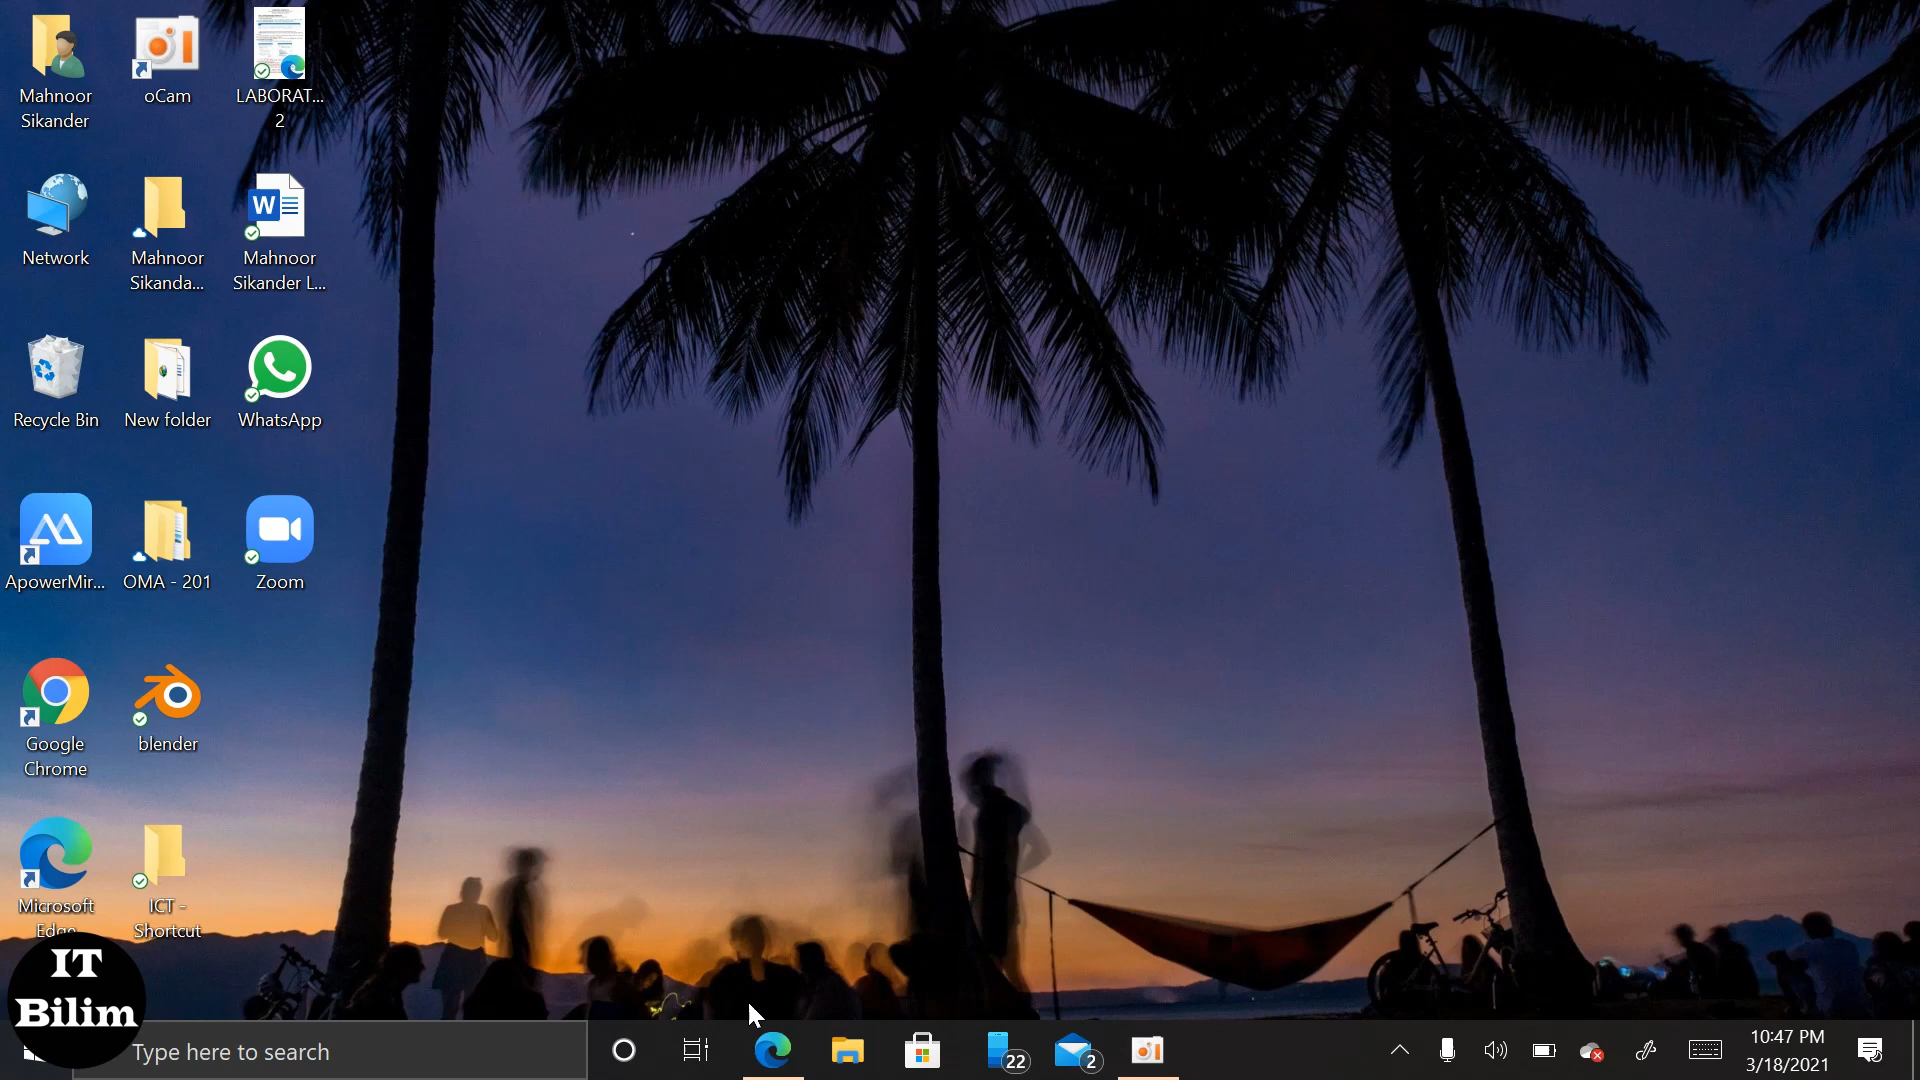 Mahnoor
Sikander
oCam
LABORAT...
2
Network
Mahnoor
Sikanda...
W
Mahnoor
Sikander L...
Recycle Bin
New folder
WhatsApp
ApowerMir...
OMA - 201
Zoom
Google
Chrome
blender
Microsoft
Edge
ICT -
Shortcut
IT
Bilim
Type here to search
22
2
10:47 PM
3/18/2021